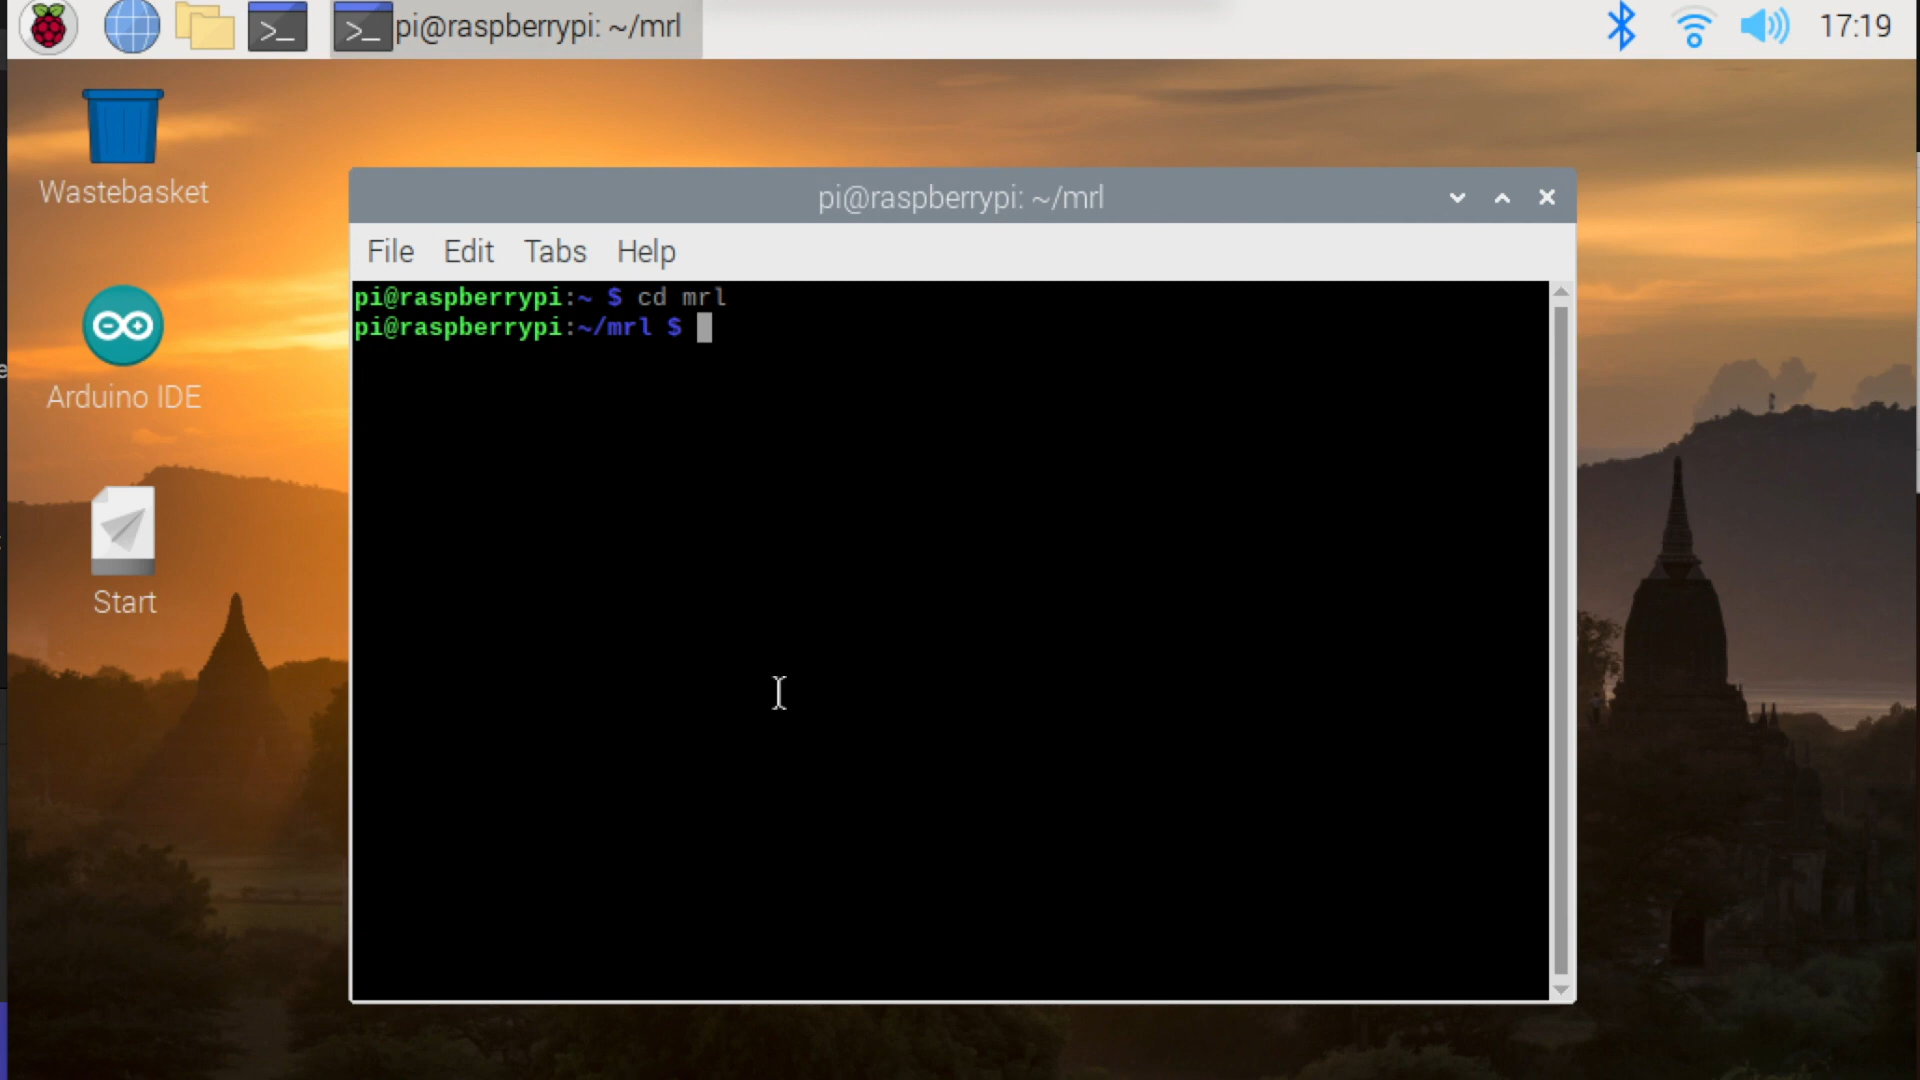 pi@raspberrypi: ~/mrl
17:19
Wastebasket
Arduino IDE
Start
pi@raspberrypi: ~/mrl
File Edit Tabs Help
pi@raspberrypi:~ $ cd mrl
pi@raspberrypi:~/mrl $